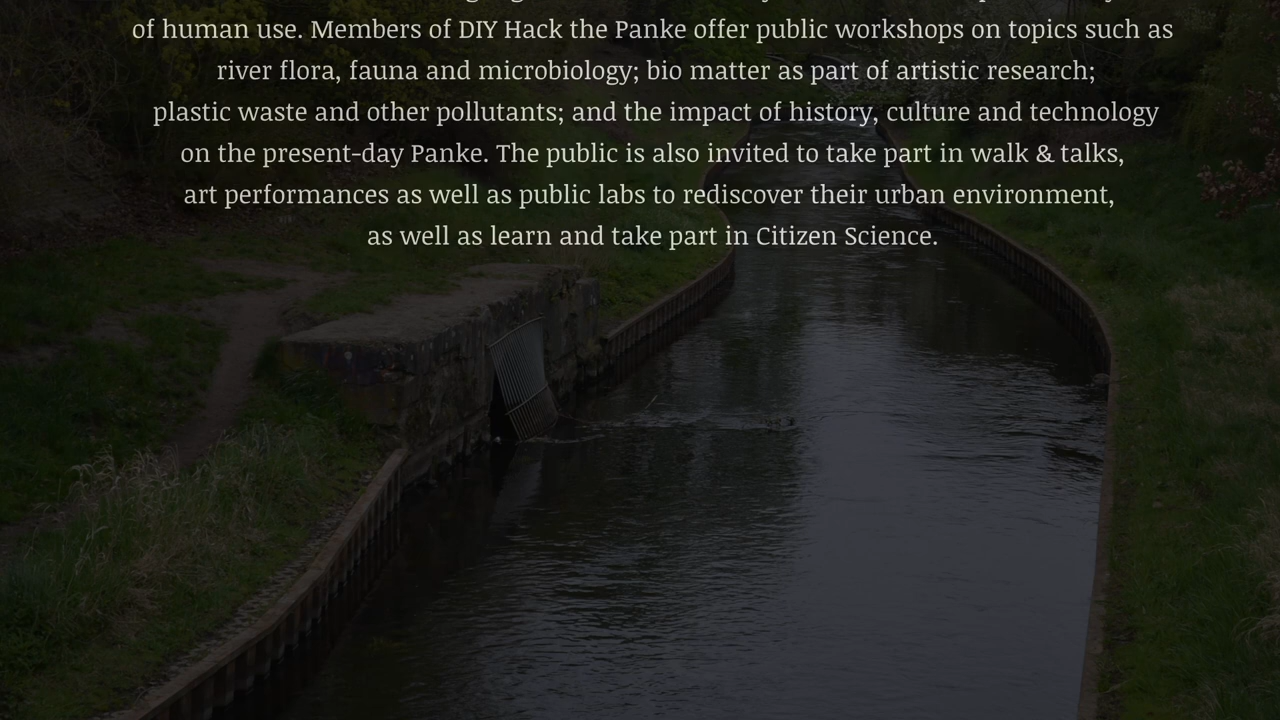 of human use. Members of DIY Hack the Panke offer public workshops on topics such as
river flora, fauna and microbiology; bio matter as part of artistic research;
plastic waste and other pollutants; and the impact of history, culture and technology
on the present-day Panke. The public is also invited to take part in walk & talks,
art performances as well as public labs to rediscover their urban environment,
as well as learn and take part in Citizen Science.